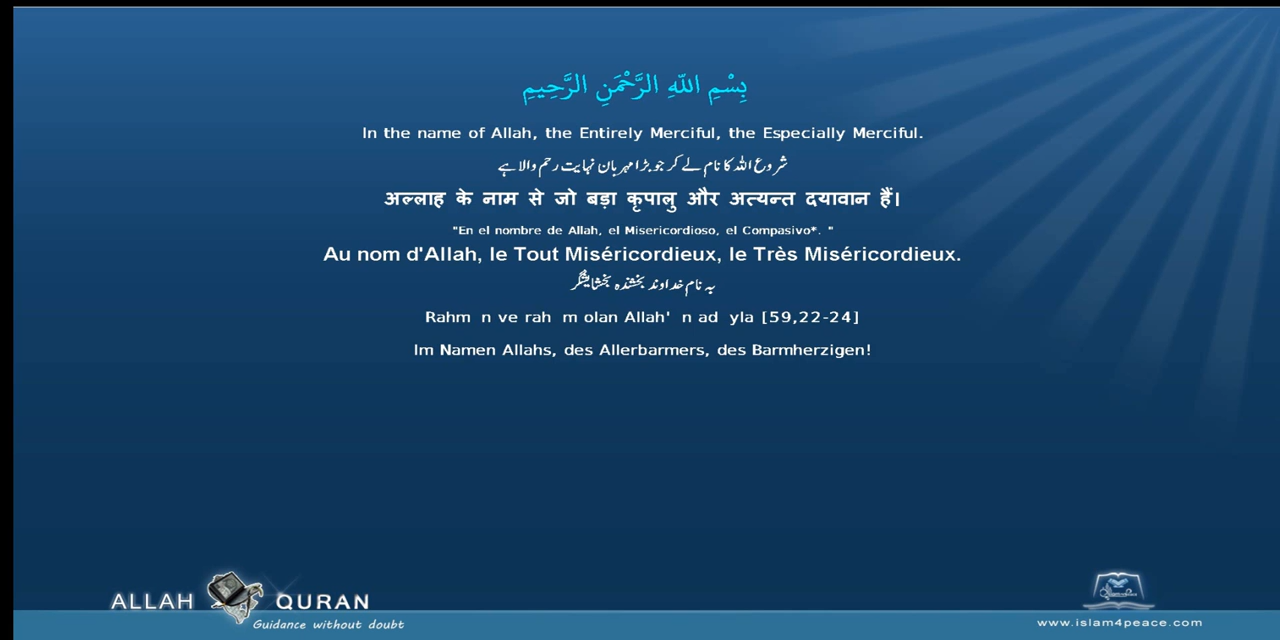 بِسْمِ اللّهِ الرَّحْمَنِ الرَّحِيمِ
In the name of Allah, the Entirely Merciful, the Especially Merciful.
شروع الله کا نام لے کر جو بڑا مہربان نہایت رحم والا ہے
अल्लाह के नाम से जो बड़ा कृपालु और अत्यन्त दयावान हैं।
"En el nombre de Allah, el Misericordioso, el Compasivo*. "
Au nom d'Allah, le Tout Miséricordieux, le Très Miséricordieux.
به نام خداوند بخشنده بخشایشگر
Rahm n ve rah m olan Allah' n ad yla [59,22-24]
Im Namen Allahs, des Allerbarmers, des Barmherzigen!
ALLAH QURAN
Guidance without doubt
www.islam4peace.com